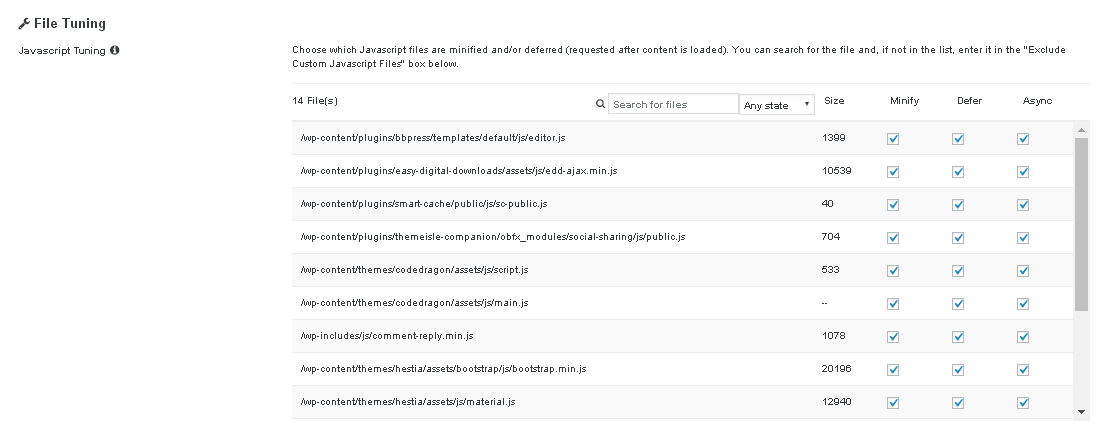 File Tuning
Javascript Tuning
Choose which Javascript files are minified and/or deferred (requested after content is loaded). You can search for the file and, if not in the list, enter it in the "Exclude
Custom Javascript Files" box below.
14 File(s) Search for files Any state Size Minify Defer Async
/wp-content/plugins/bbpress/templates/default/js/editor.js 1399
/wp-content/plugins/easy-digital-downloads/assets/js/edd-ajax.min.js 10539
/wp-content/plugins/smart-cache/public/js/sc-public.js 40
/wp-content/plugins/themeisle-companion/obfx_modules/social-sharing/js/public.js 704
/wp-content/themes/codedragon/assets/js/script.js 533
/wp-content/themes/codedragon/assets/js/main.js --
/wp-includes/js/comment-reply.min.js 1078
/wp-content/themes/hestia/assets/bootstrap/js/bootstrap.min.js 20196
/wp-content/themes/hestia/assets/js/material.js 12940